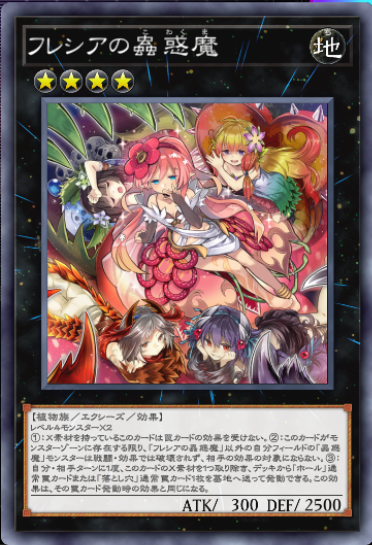 フレシアの蟲惑魔
こわくま
地
【植物族／エクシーズ／効果】
レベル4モンスター×2
①：X素材を持っているこのカードは罠カードの効果を受けない。②：このカードがモ
ンスターゾーンに存在する限り、「フレシアの蟲惑魔」以外の自分フィールドの「蟲惑
魔」モンスターは戦闘・効果では破壊されず、相手の効果の対象にならない。③：
自分・相手ターンに1度、このカードのX素材を1つ取り除き、デッキから「ホール」通
常罠カードまたは「落とし穴」通常罠カード1枚を墓地へ送って発動できる。この効
果は、その罠カード発動時の効果と同じになる。
ATK/ 300 DEF/ 2500